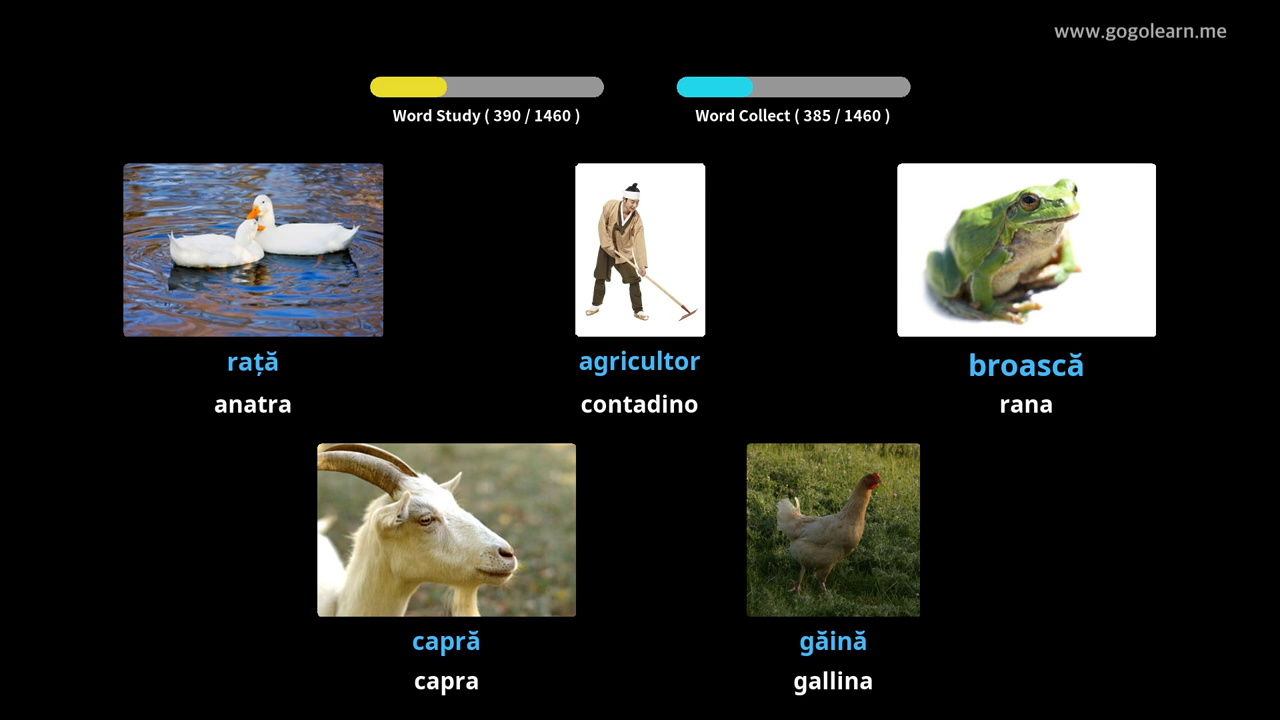 www.gogolearn.me
Word Study ( 390 / 1460 )
Word Collect ( 385 / 1460 )
rață
agricultor
broască
anatra
contadino
rana
capră
găină
capra
gallina